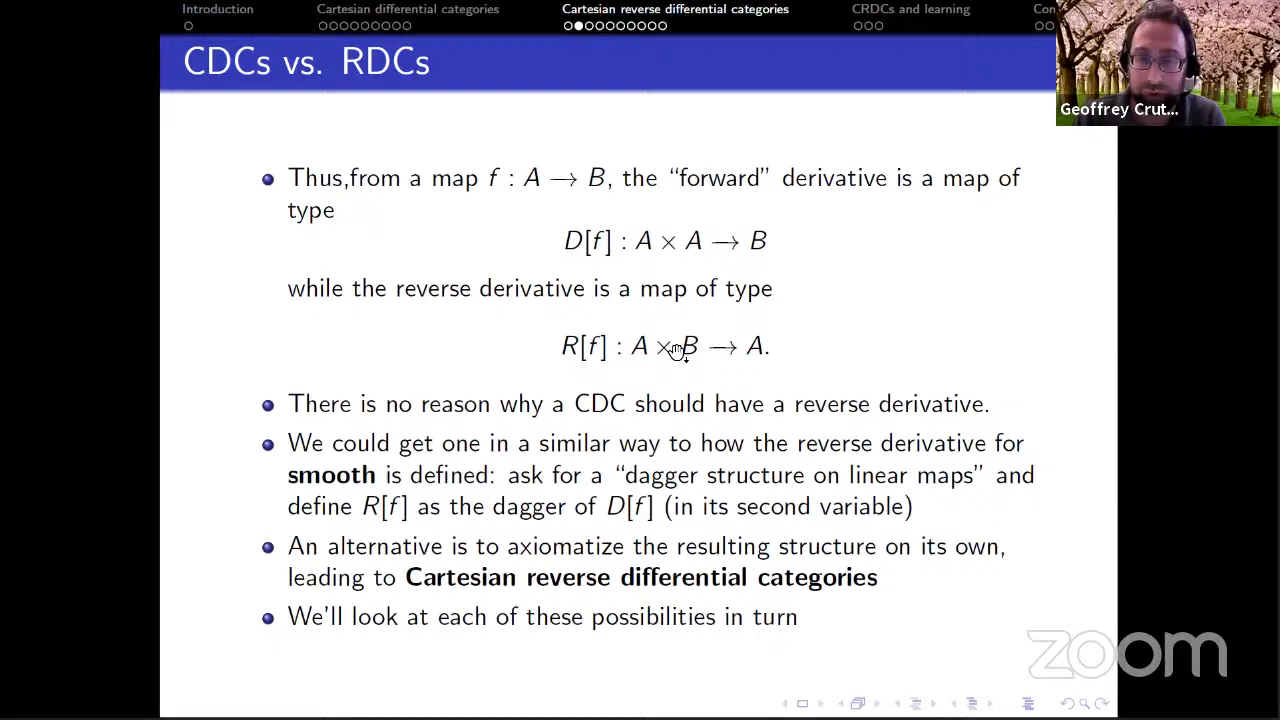 Introduction
Cartesian differential categories
Cartesian reverse differential categories
CRDCs and learning
Con
CDCs vs. RDCs
Geoffrey Crut...
Thus,from a map f : A → B, the “forward” derivative is a map of
type
D[f] : A × A → B
while the reverse derivative is a map of type
R[f] : A × B → A.
There is no reason why a CDC should have a reverse derivative.
We could get one in a similar way to how the reverse derivative for
smooth is defined: ask for a “dagger structure on linear maps” and
define R[f] as the dagger of D[f] (in its second variable)
An alternative is to axiomatize the resulting structure on its own,
leading to Cartesian reverse differential categories
We’ll look at each of these possibilities in turn
zoom